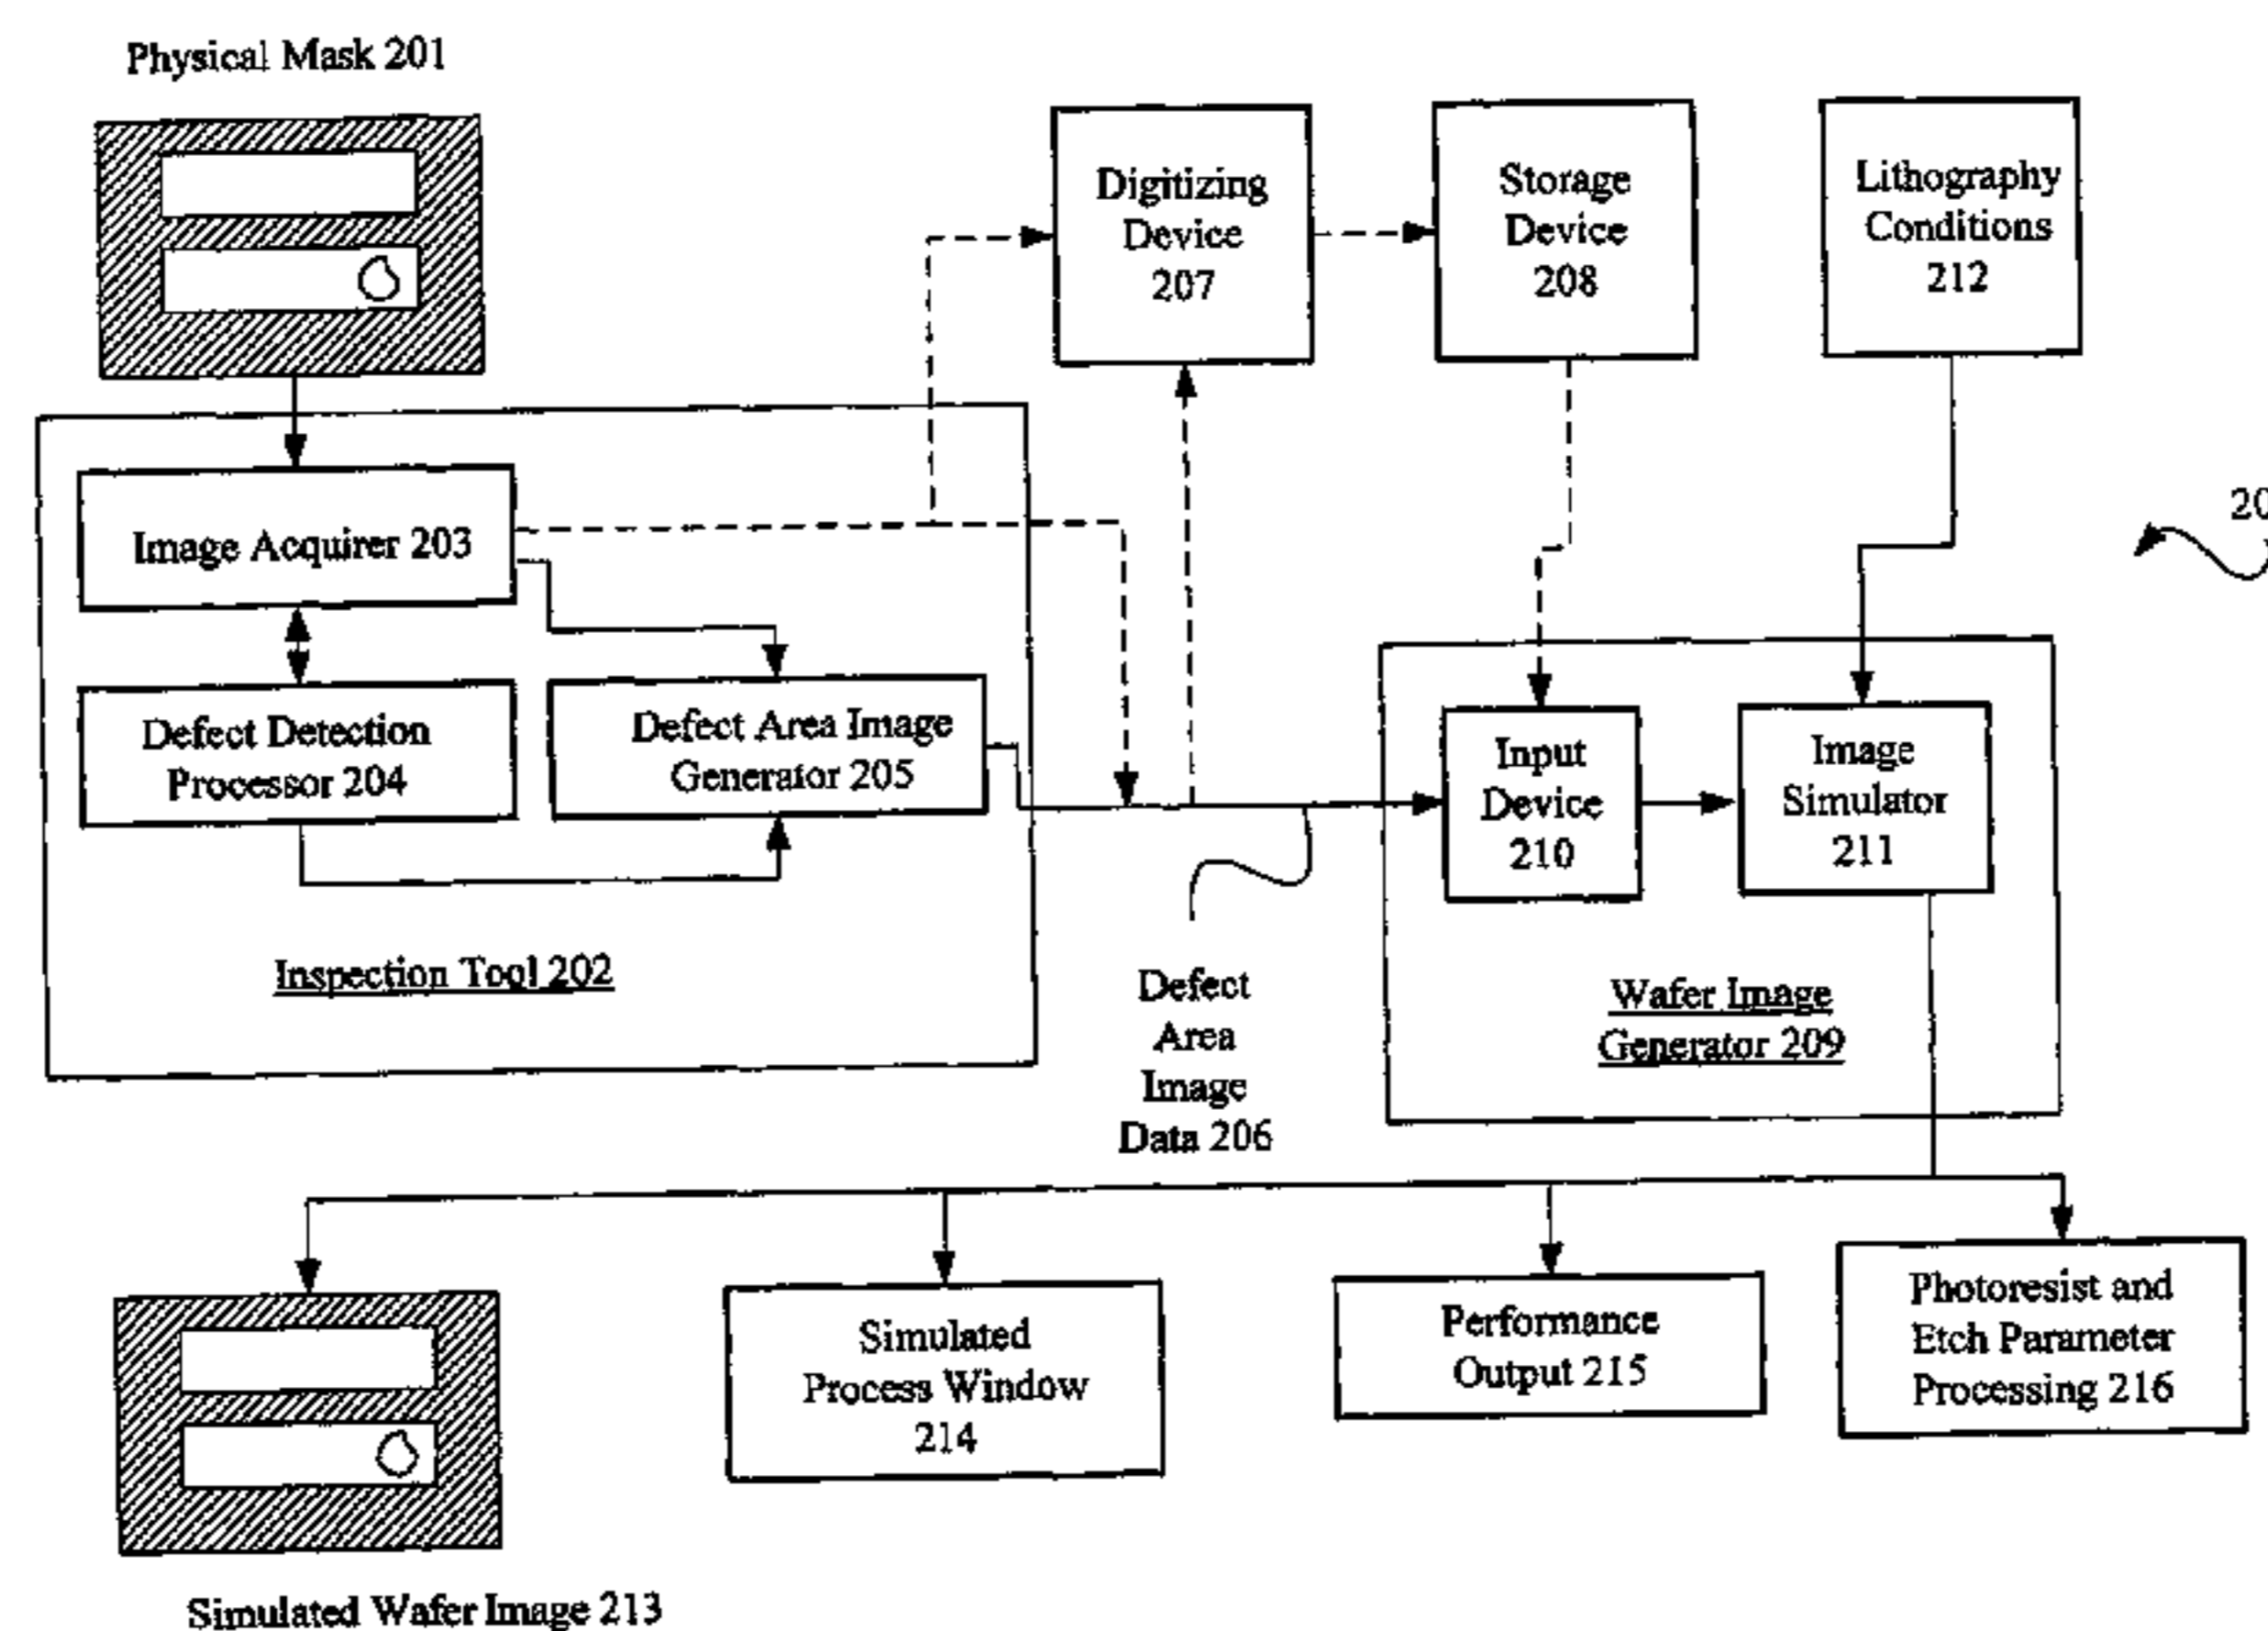 Physical Mask 201
Digitizing
Device
207
Storage
Device
208
Lithography
Conditions
212
Image Acquirer 203
Defect Detection
Processor 204
Defect Area Image
Generator 205
Inspection Tool 202
Defect
Area
Image
Data 206
Input
Device
210
Image
Simulator
211
Wafer Image
Generator 209
Simulated Wafer Image 213
Simulated
Process Window
214
Performance
Output 215
Photoresist and
Etch Parameter
Processing 216